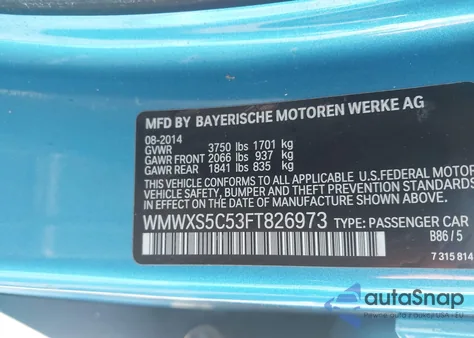 MFD BY BAYERISCHE MOTOREN WERKE AG
08-2014
GVWR 3750 lbs 1701 kg
GAWR FRONT 2066 lbs 937 kg
GAWR REAR 1841 lbs 835 kg
THIS VEHICLE CONFORMS TO ALL APPLICABLE U.S.FEDERAL MOTOR
VEHICLE SAFETY, BUMPER AND THEFT PREVENTION STANDARDS
IN EFFECT ON THE DATE OF MANUFACTURE SHOWN ABOVE.
WMWXS5C53FT826973 TYPE: PASSENGER CAR
B86 / 5
7 315 814
autoSnap